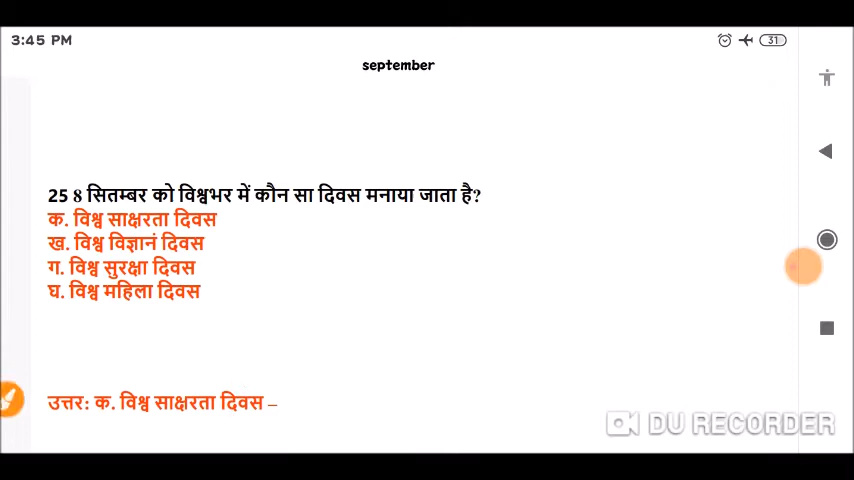 3:45 PM
31
september
25 8 सितम्बर को विश्वभर में कौन सा दिवस मनाया जाता है?
क. विश्व साक्षरता दिवस
ख. विश्व विज्ञानं दिवस
ग. विश्व सुरक्षा दिवस
घ. विश्व महिला दिवस
उत्तर: क. विश्व साक्षरता दिवस –
DU RECORDER